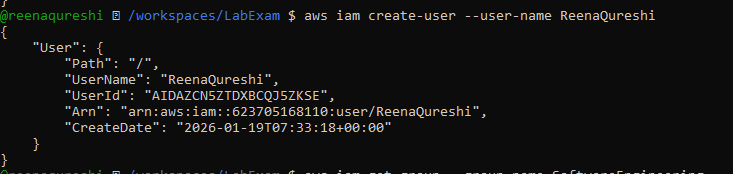 }
@reenaqureshi /workspaces/LabExam $ aws iam create-user --user-name ReenaQureshi
{
"User": {
"Path": "/",
"UserName": "ReenaQureshi",
"UserId": "AIDAZCN5ZTDXBCQJ5ZKSE",
"Arn": "arn:aws:iam::623705168110:user/ReenaQureshi",
"CreateDate": "2026-01-19T07:33:18+00:00"
}
}
@reenaqureshi /workspaces/LabExam $ aws iam get-group --group-name SoftwareEngineering